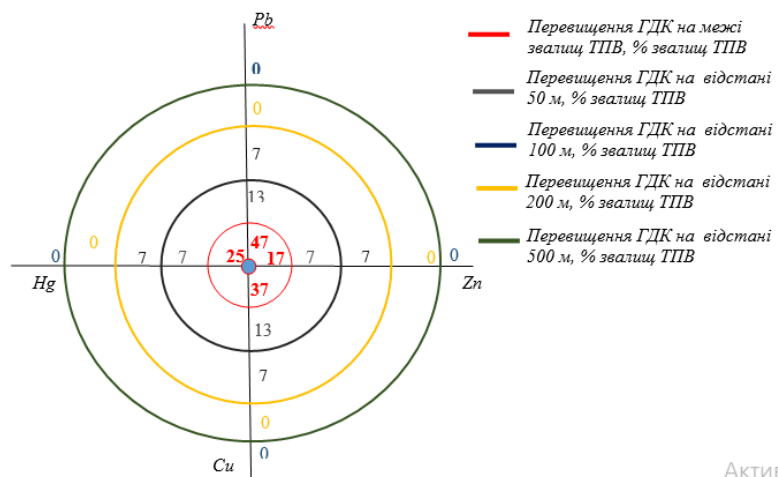 Pb
0
0
7
13
47
0 0 7 7 25 17 7 7 0 0
Hg
Zn
37
13
7
0
0
Cu
Перевищення ГДК на межі
звалищ ТПВ, % звалищ ТПВ
Перевищення ГДК на відстані
50 м, % звалищ ТПВ
Перевищення ГДК на відстані
100 м, % звалищ ТПВ
Перевищення ГДК на відстані
200 м, % звалищ ТПВ
Перевищення ГДК на відстані
500 м, % звалищ ТПВ
Актив